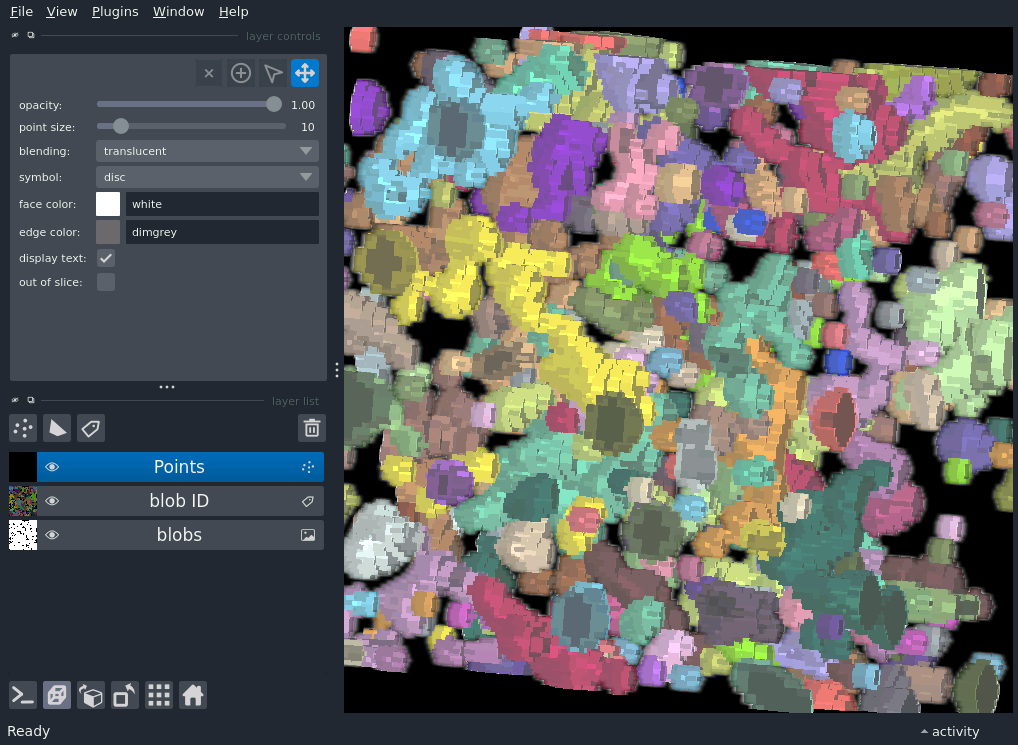 File View Plugins Window Help
layer controls
opacity: 1.00
point size: 10
blending: translucent
symbol: disc
face color: white
edge color: dimgrey
display text:
out of slice:
layer list
Points
blob ID
blobs
Ready
activity